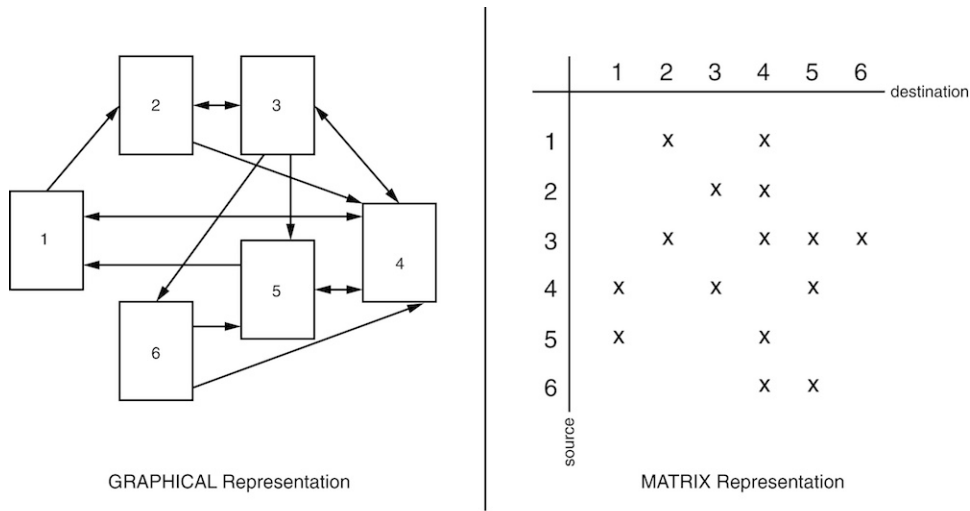 2
3
1
4
5
6
GRAPHICAL Representation
1 2 3 4 5 6
destination
1 x x
2 x x
3 x x x x
4 x x x
5 x x
6 x x
source
MATRIX Representation